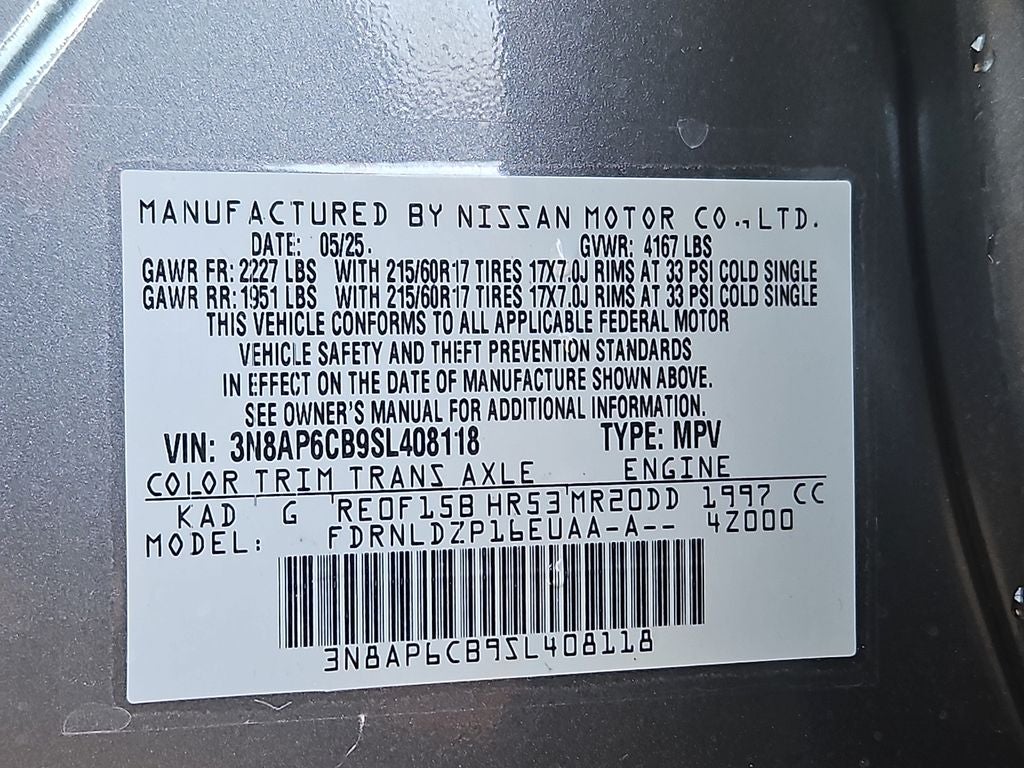 MANUFACTURED BY NISSAN MOTOR CO.,LTD.
DATE: 05/25. GVWR: 4167 LBS
GAWR FR: 2227 LBS WITH 215/60R17 TIRES 17X7.0J RIMS AT 33 PSI COLD SINGLE
GAWR RR: 1951 LBS WITH 215/60R17 TIRES 17X7.0J RIMS AT 33 PSI COLD SINGLE
THIS VEHICLE CONFORMS TO ALL APPLICABLE FEDERAL MOTOR
VEHICLE SAFETY AND THEFT PREVENTION STANDARDS
IN EFFECT ON THE DATE OF MANUFACTURE SHOWN ABOVE.
SEE OWNER'S MANUAL FOR ADDITIONAL INFORMATION.
VIN: 3N8AP6CB9SL408118 TYPE: MPV
COLOR TRIM TRANS AXLE ENGINE
KAD G RE0F15B HR53 MR20DD 1997 CC
MODEL: FDRNLDZP16EUAA-A-- 4Z000
3N8AP6CB9SL408118